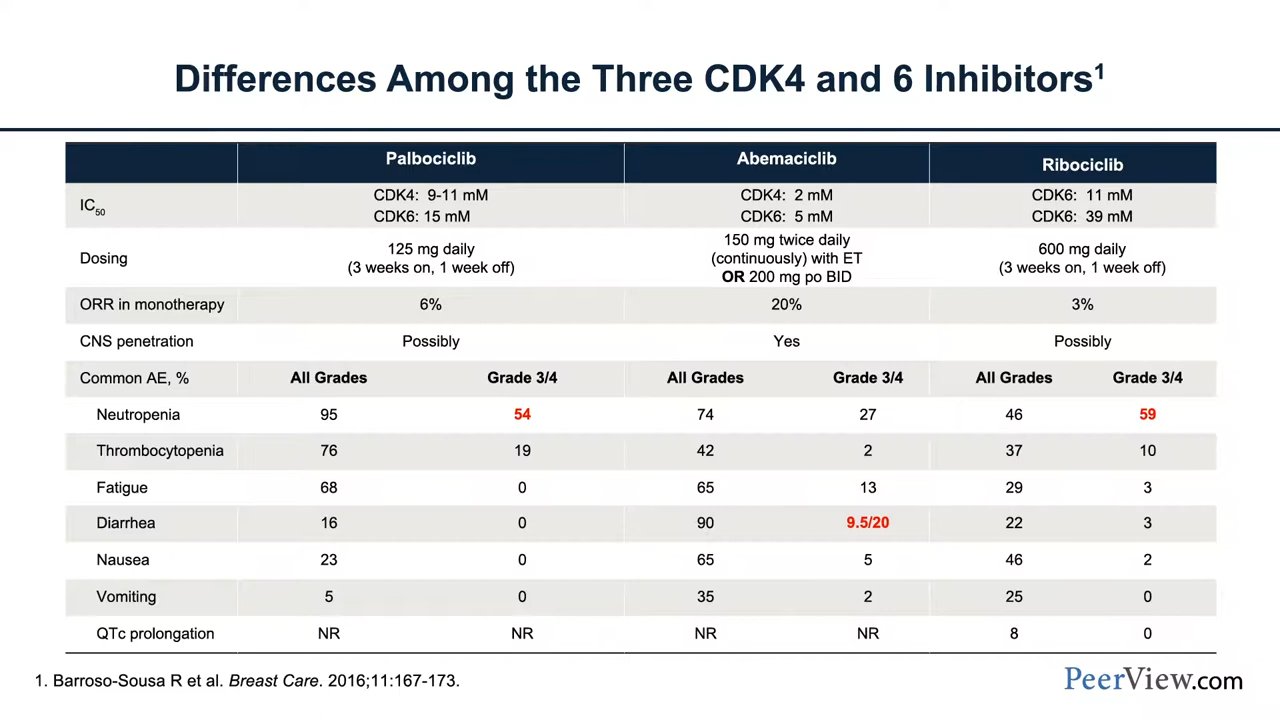 Differences Among the Three CDK4 and 6 Inhibitors1
Palbociclib Abemaciclib Ribociclib
IC50
CDK4: 9-11 mM
CDK6: 15 mM
CDK4: 2 mM
CDK6: 5 mM
CDK6: 11 mM
CDK6: 39 mM
Dosing
125 mg daily
(3 weeks on, 1 week off)
150 mg twice daily
(continuously) with ET
OR 200 mg po BID
600 mg daily
(3 weeks on, 1 week off)
ORR in monotherapy 6% 20% 3%
CNS penetration Possibly Yes Possibly
Common AE, % All Grades Grade 3/4 All Grades Grade 3/4 All Grades Grade 3/4
Neutropenia 95 54 74 27 46 59
Thrombocytopenia 76 19 42 2 37 10
Fatigue 68 0 65 13 29 3
Diarrhea 16 0 90 9.5/20 22 3
Nausea 23 0 65 5 46 2
Vomiting 5 0 35 2 25 0
QTc prolongation NR NR NR NR 8 0
1. Barroso-Sousa R et al. Breast Care. 2016;11:167-173.
PeerView.com